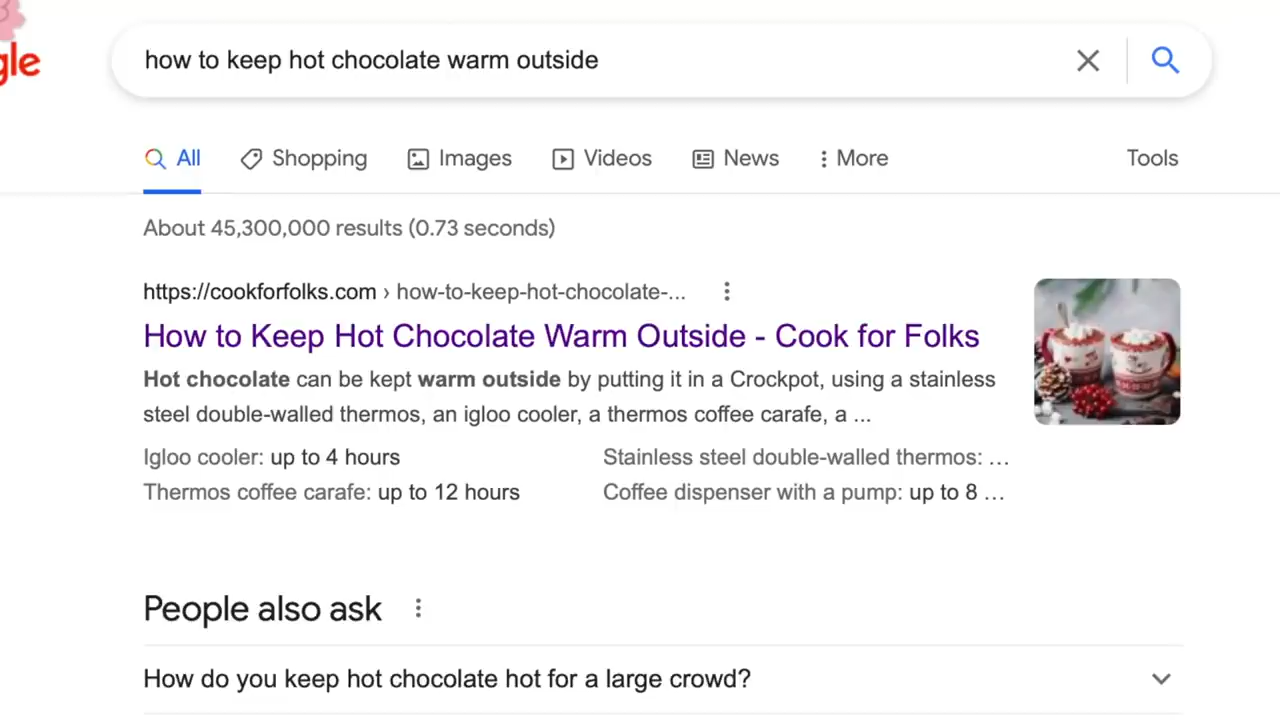 gle
how to keep hot chocolate warm outside
All Shopping Images Videos News More Tools
About 45,300,000 results (0.73 seconds)
https://cookforfolks.com › how-to-keep-hot-chocolate-...
How to Keep Hot Chocolate Warm Outside - Cook for Folks
Hot chocolate can be kept warm outside by putting it in a Crockpot, using a stainless
steel double-walled thermos, an igloo cooler, a thermos coffee carafe, a ...
Igloo cooler: up to 4 hours Stainless steel double-walled thermos: ...
Thermos coffee carafe: up to 12 hours Coffee dispenser with a pump: up to 8 ...
People also ask
How do you keep hot chocolate hot for a large crowd?